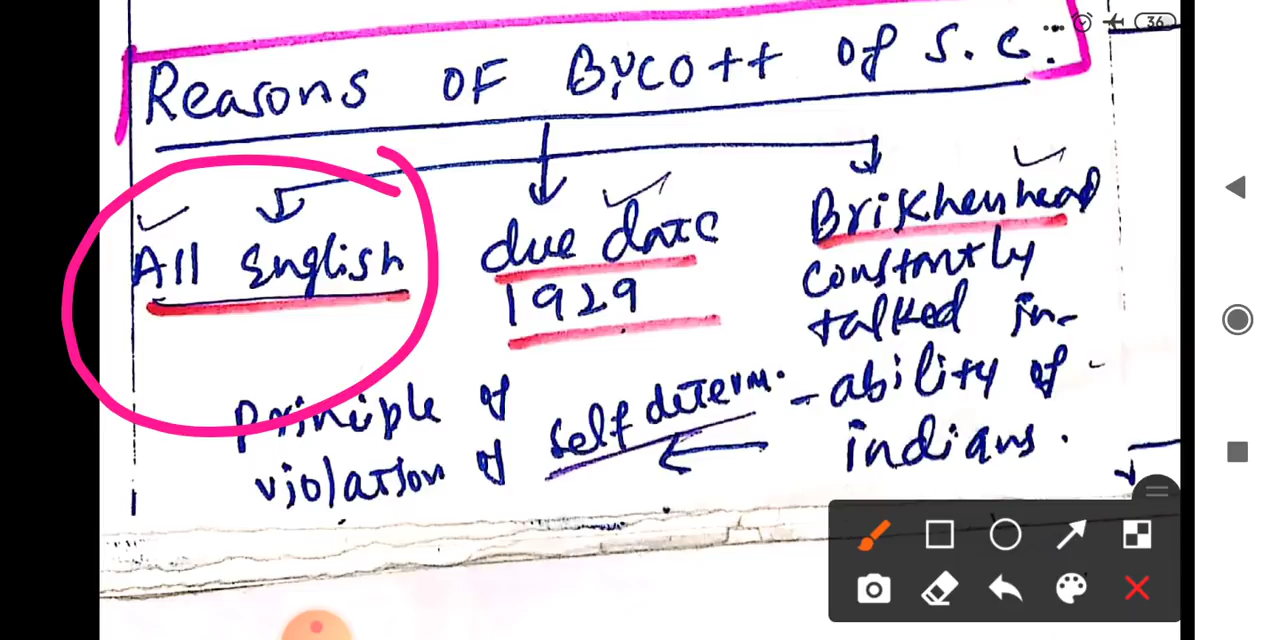 Reasons OF Bycott of S.C...
36
All English
due date
1929
Brikhenhead
constantly
talked in-
-ability of
indians.
Principle of
violation of self determ.